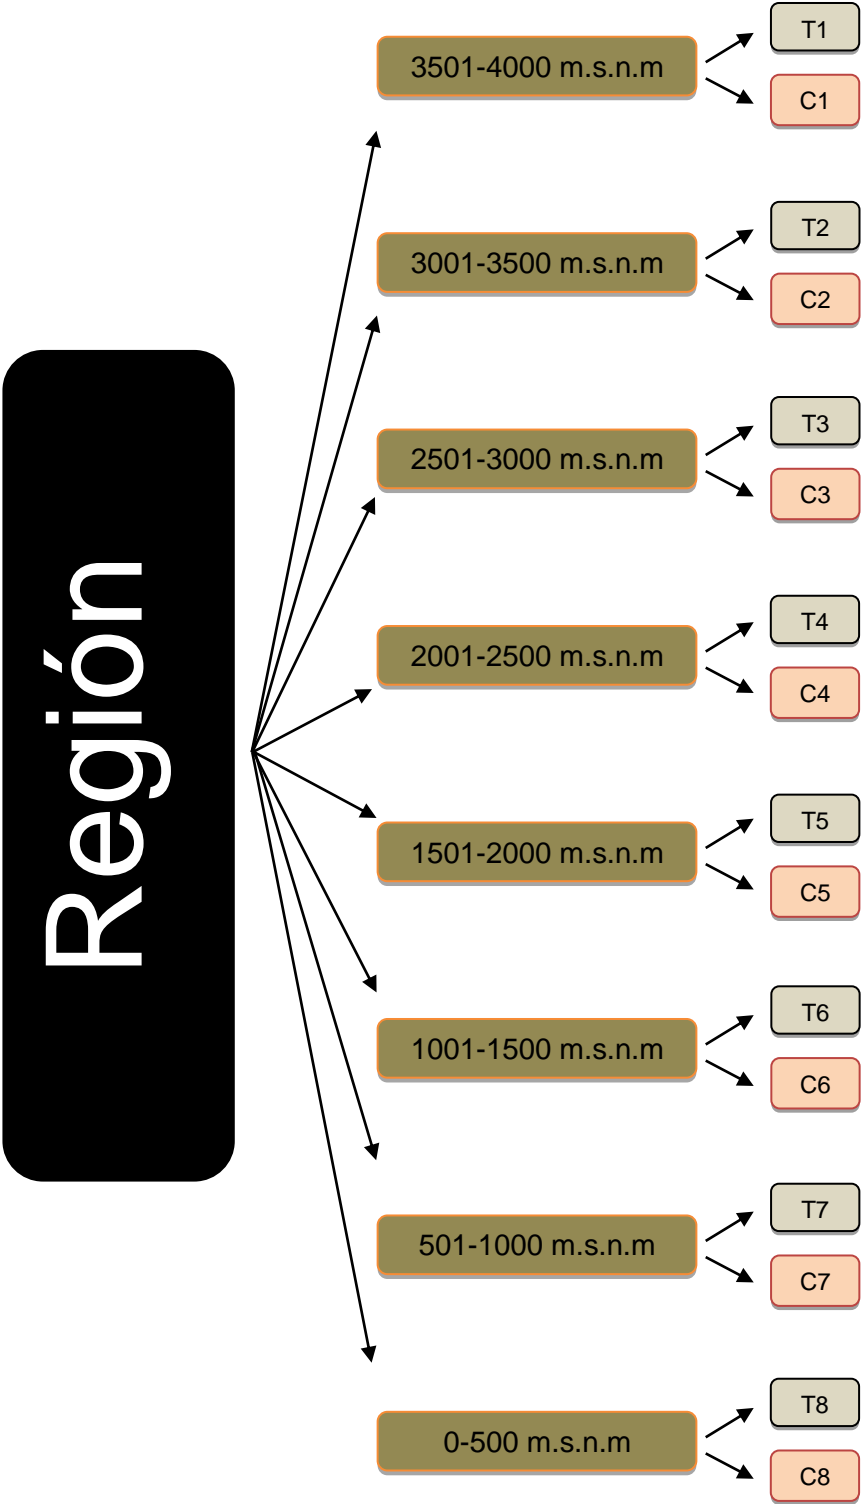 Región
3501-4000 m.s.n.m
T1
C1
3001-3500 m.s.n.m
T2
C2
2501-3000 m.s.n.m
T3
C3
2001-2500 m.s.n.m
T4
C4
1501-2000 m.s.n.m
T5
C5
1001-1500 m.s.n.m
T6
C6
501-1000 m.s.n.m
T7
C7
0-500 m.s.n.m
T8
C8